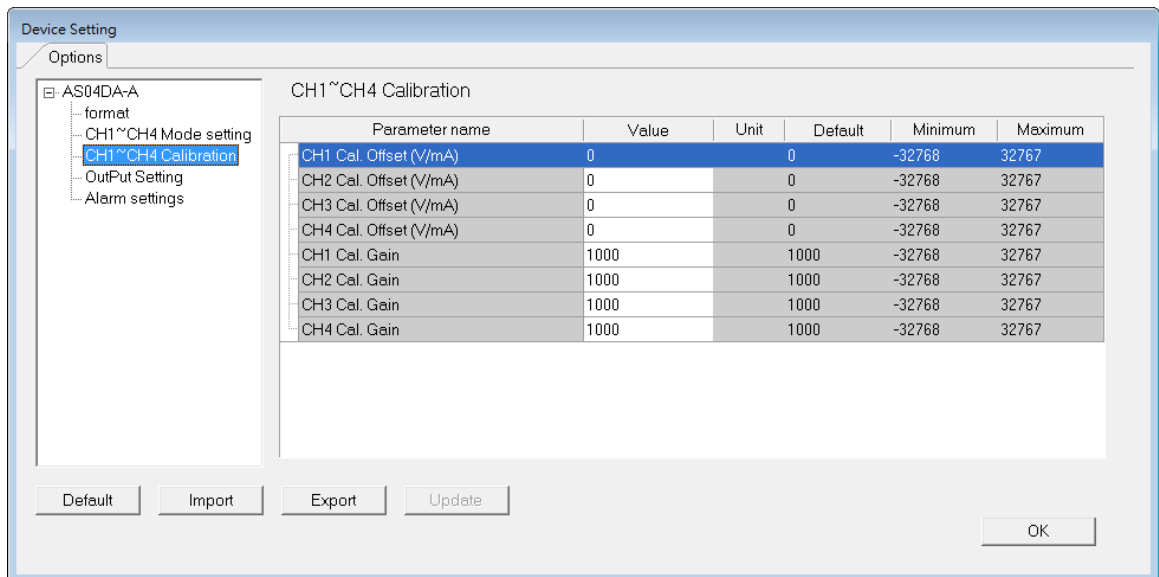 Device Setting
Options
AS04DA-A
format
CH1~CH4 Mode setting
CH1~CH4 Calibration
OutPut Setting
Alarm settings
CH1~CH4 Calibration
Parameter name Value Unit Default Minimum Maximum
CH1 Cal. Offset (V/mA) 0 0 -32768 32767
CH2 Cal. Offset (V/mA) 0 0 -32768 32767
CH3 Cal. Offset (V/mA) 0 0 -32768 32767
CH4 Cal. Offset (V/mA) 0 0 -32768 32767
CH1 Cal. Gain 1000 1000 -32768 32767
CH2 Cal. Gain 1000 1000 -32768 32767
CH3 Cal. Gain 1000 1000 -32768 32767
CH4 Cal. Gain 1000 1000 -32768 32767
Default Import Export Update
OK